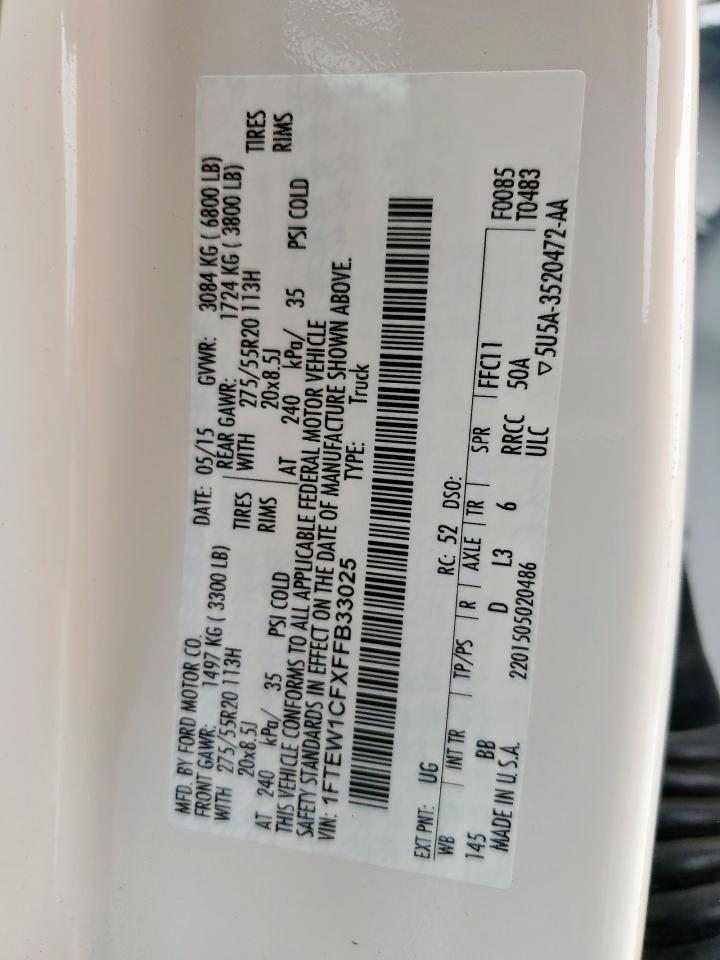 MFD. BY FORD MOTOR CO. DATE: 05/15 GVWR: 3084 KG ( 6800 LB)
FRONT GAWR: 1497 KG ( 3300 LB) REAR GAWR: 1724 KG ( 3800 LB)
WITH 275/55R20 113H TIRES WITH 275/55R20 113H TIRES
20x8.5J RIMS 20x8.5J RIMS
AT 240 kPa/ 35 PSI COLD AT 240 kPa/ 35 PSI COLD
THIS VEHICLE CONFORMS TO ALL APPLICABLE FEDERAL MOTOR VEHICLE
SAFETY STANDARDS IN EFFECT ON THE DATE OF MANUFACTURE SHOWN ABOVE.
VIN: 1FTEW1CFXFFB33025 TYPE: Truck
EXT PNT: UG RC: 52 DSO:
WB INT TR TP/PS R AXLE TR SPR FFC11 F0085
145 BB D L3 6 RRCC 50A T0483
ULC
MADE IN U.S.A. 2201505020486 ▽5U5A-3520472-AA